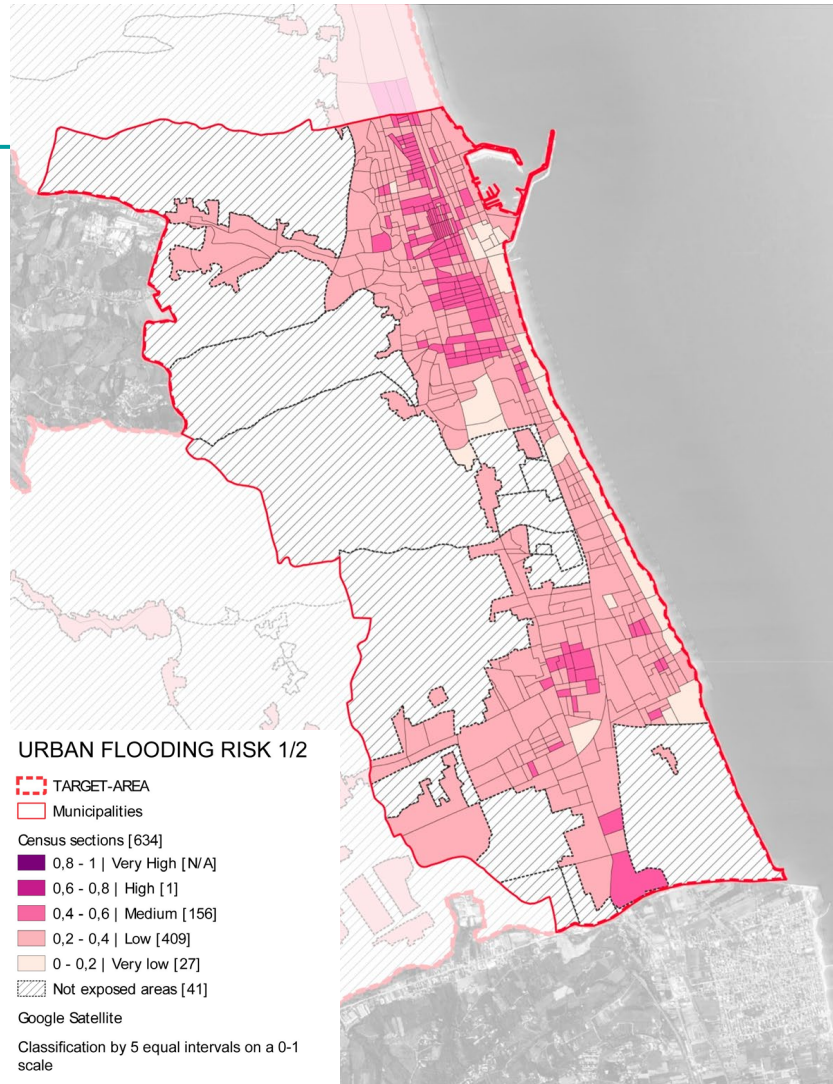 URBAN FLOODING RISK 1/2
TARGET-AREA
Municipalities
Census sections [634]
0,8 - 1 | Very High [N/A]
0,6 - 0,8 | High [1]
0,4 - 0,6 | Medium [156]
0,2 - 0,4 | Low [409]
0 - 0,2 | Very low [27]
Not exposed areas [41]
Google Satellite
Classification by 5 equal intervals on a 0-1
scale